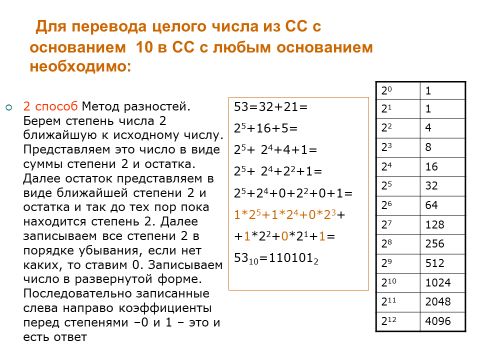 Для перевода целого числа из СС с
основанием 10 в СС с любым основанием
необходимо:
2 способ Метод разностей.
Берем степень числа 2
ближайшую к исходному числу.
Представляем это число в виде
суммы степени 2 и остатка.
Далее остаток представляем в
виде ближайшей степени 2 и
остатка и так до тех пор пока
находится степень 2. Далее
записываем все степени 2 в
порядке убывания, если нет
каких, то ставим 0. Записываем
число в развернутой форме.
Последовательно записанные
слева направо коэффициенты
перед степенями –0 и 1 – это и
есть ответ
53=32+21=
2⁵+16+5=
2⁵+ 2⁴+4+1=
2⁵+ 2⁴+2²+1=
2⁵+2⁴+0+2²+0+1=
1*2⁵+1*2⁴+0*2³+
+1*2²+0*2¹+1=
53₁₀=110101₂
2⁰ 1
2¹ 1
2² 4
2³ 8
2⁴ 16
2⁵ 32
2⁶ 64
2⁷ 128
2⁸ 256
2⁹ 512
2¹⁰ 1024
2¹¹ 2048
2¹² 4096